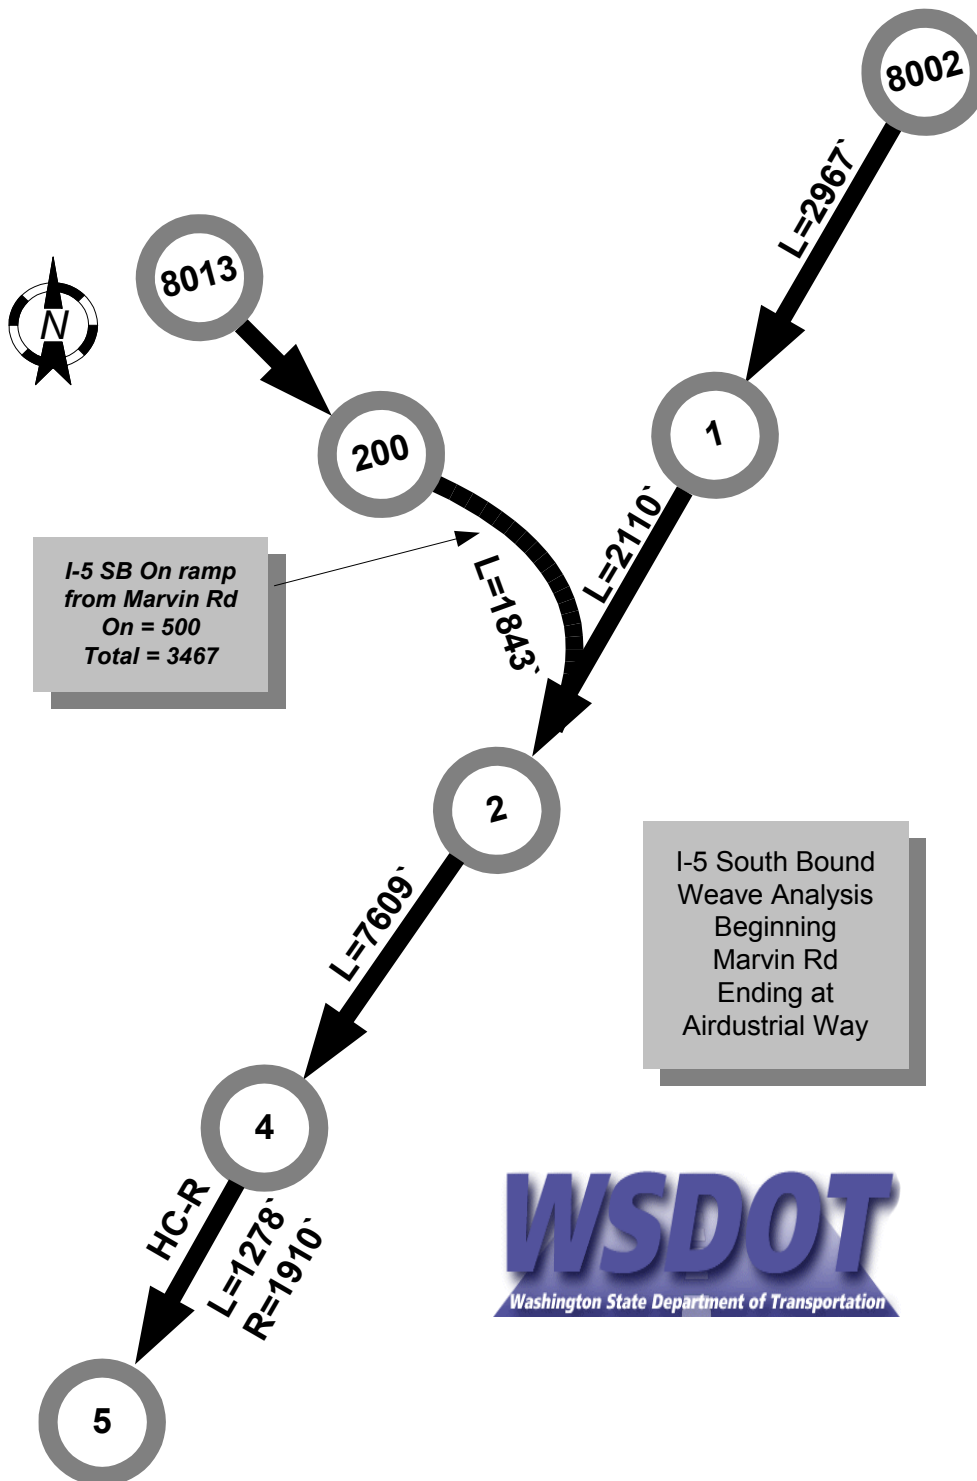 8002
L=2967`
8013
N
200
1
L=2110`
I-5 SB On ramp
from Marvin Rd
On = 500
Total = 3467
L=1843`
2
I-5 South Bound
Weave Analysis
Beginning
Marvin Rd
Ending at
Airdustrial Way
L=7609`
4
HC-R
L=1278`
R=1910`
WSDOT
Washington State Department of Transportation
5